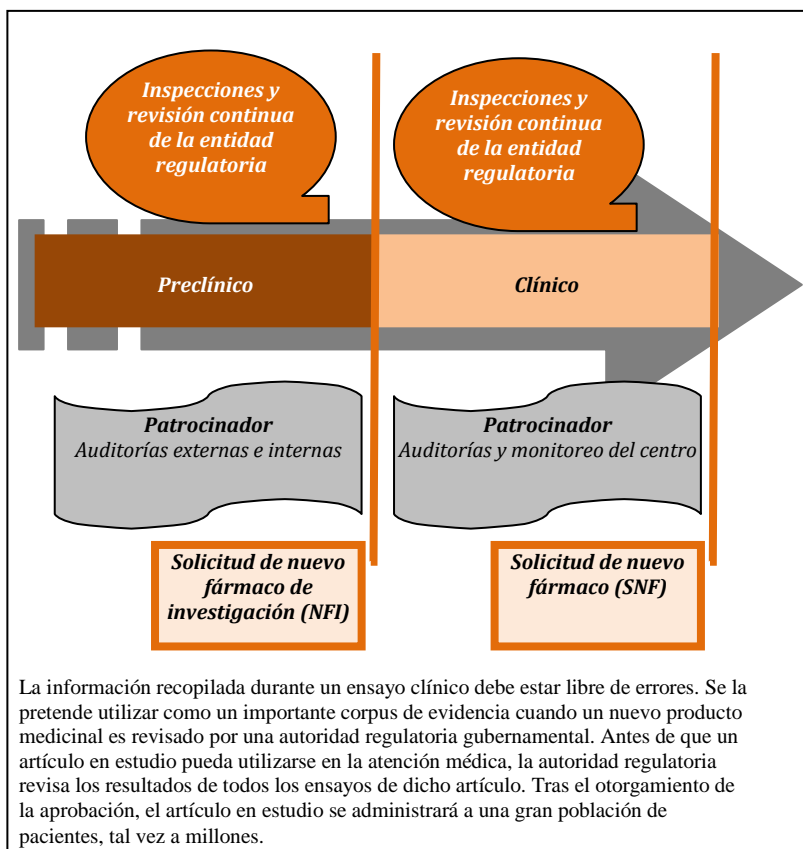 Inspecciones y
revisión continua
de la entidad
regulatoria
Inspecciones y
revisión continua
de la entidad
regulatoria
Preclínico
Clínico
Patrocinador
Auditorías externas e internas
Patrocinador
Auditorías y monitoreo del centro
Solicitud de nuevo
fármaco de
investigación (NFI)
Solicitud de nuevo
fármaco (SNF)
La información recopilada durante un ensayo clínico debe estar libre de errores. Se la
pretende utilizar como un importante corpus de evidencia cuando un nuevo producto
medicinal es revisado por una autoridad regulatoria gubernamental. Antes de que un
artículo en estudio pueda utilizarse en la atención médica, la autoridad regulatoria
revisa los resultados de todos los ensayos de dicho artículo. Tras el otorgamiento de
la aprobación, el artículo en estudio se administrará a una gran población de
pacientes, tal vez a millones.